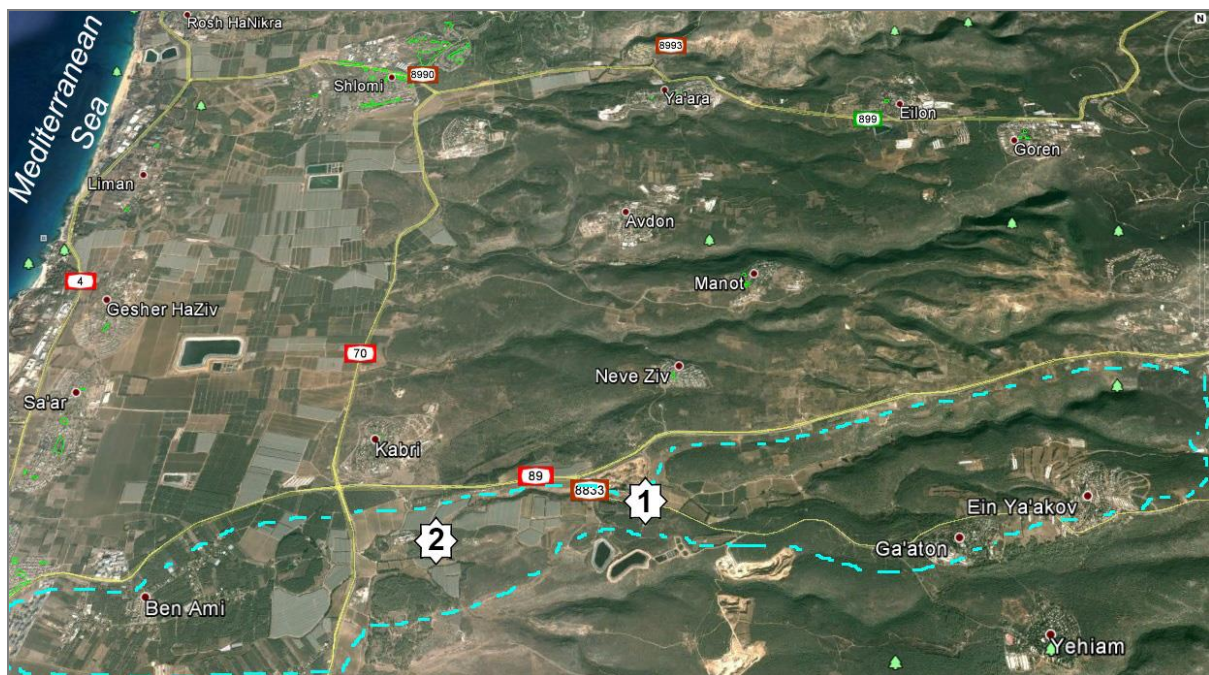 Rosh HaNikra
8993
Mediterranean
Sea
Shlomi
8990
Ya'ara
Eilon
899
Goren
Liman
Avdon
4
Manot
Gesher HaZiv
70
Neve Ziv
Sa'ar
Kabri
89
8833
1
Ein Ya'akov
2
Ga'aton
Ben Ami
Yehiam
N